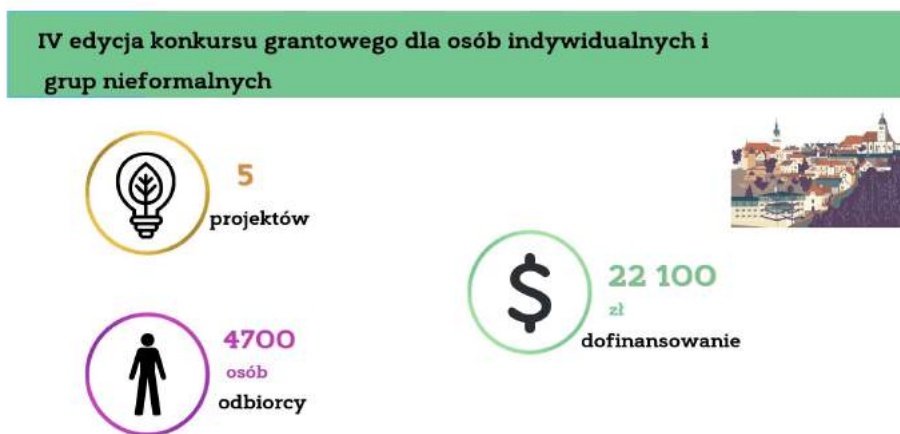 IV edycja konkursu grantowego dla osób indywidualnych i
grup nieformalnych
5
projektów
22 100
zł
dofinansowanie
4700
osób
odbiorcy